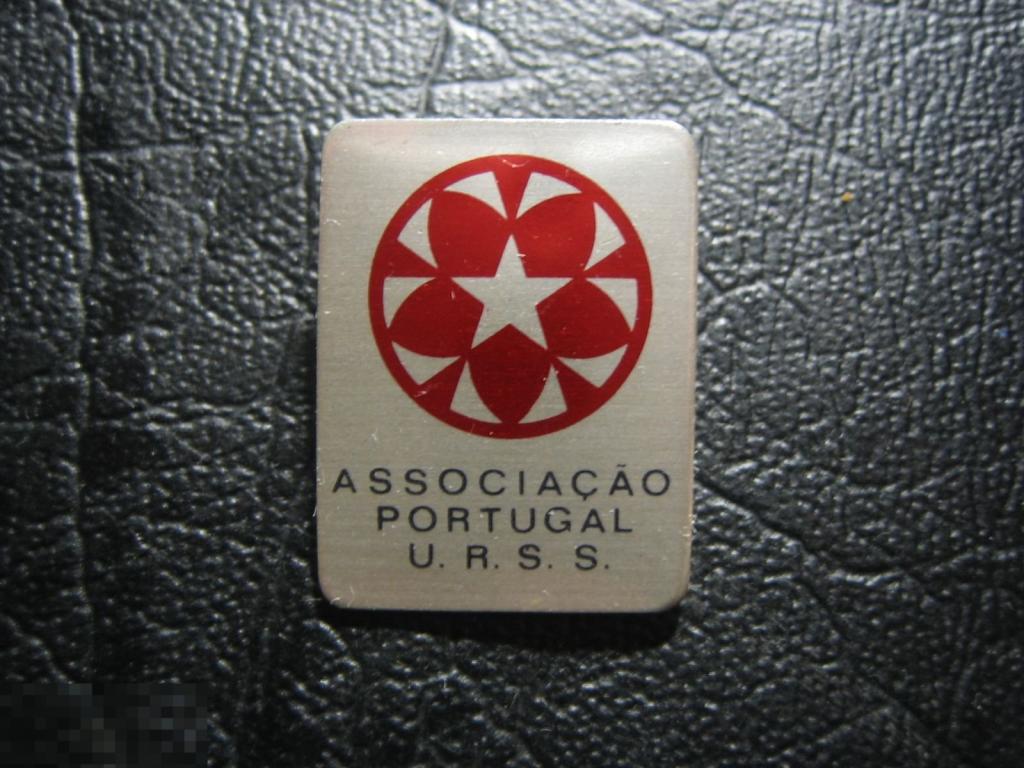 ASSOCIAÇÃO
PORTUGAL
U. R. S. S.